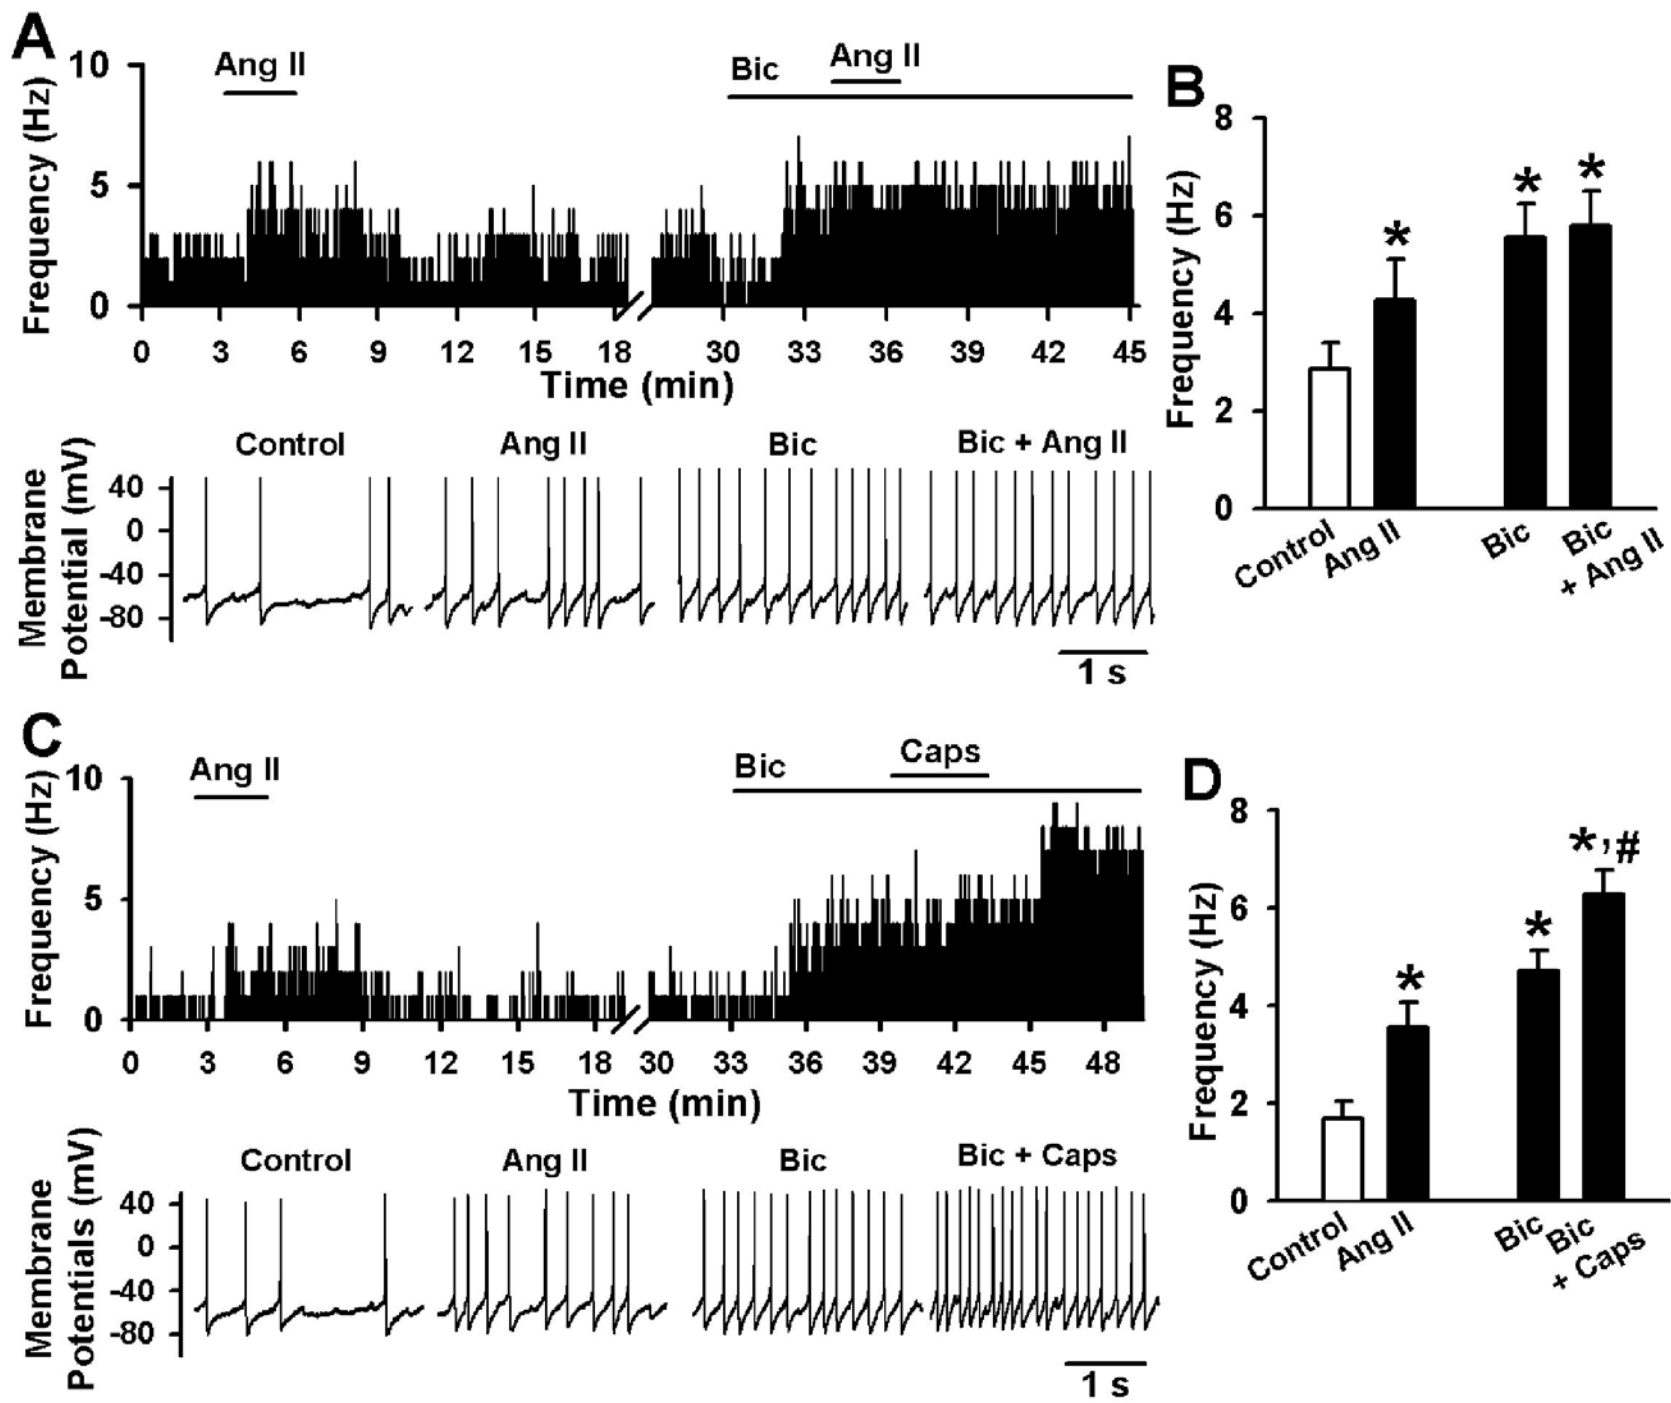 A
Ang II
Bic
Ang II
10
5
0
Frequency (Hz)
0 3 6 9 12 15 18 30 33 36 39 42 45
Time (min)
Control Ang II Bic Bic + Ang II
Membrane
Potential (mV)
40
0
-40
-80
1 s
B
8
6
4
2
0
Frequency (Hz)
* * *
Control Ang II Bic Bic
+ Ang II
C
Ang II
Bic
Caps
10
5
0
Frequency (Hz)
0 3 6 9 12 15 18 30 33 36 39 42 45 48
Time (min)
Control Ang II Bic Bic + Caps
Membrane
Potentials (mV)
40
0
-40
-80
1 s
D
8
6
4
2
0
Frequency (Hz)
* * *,#
Control Ang II Bic Bic
+ Caps